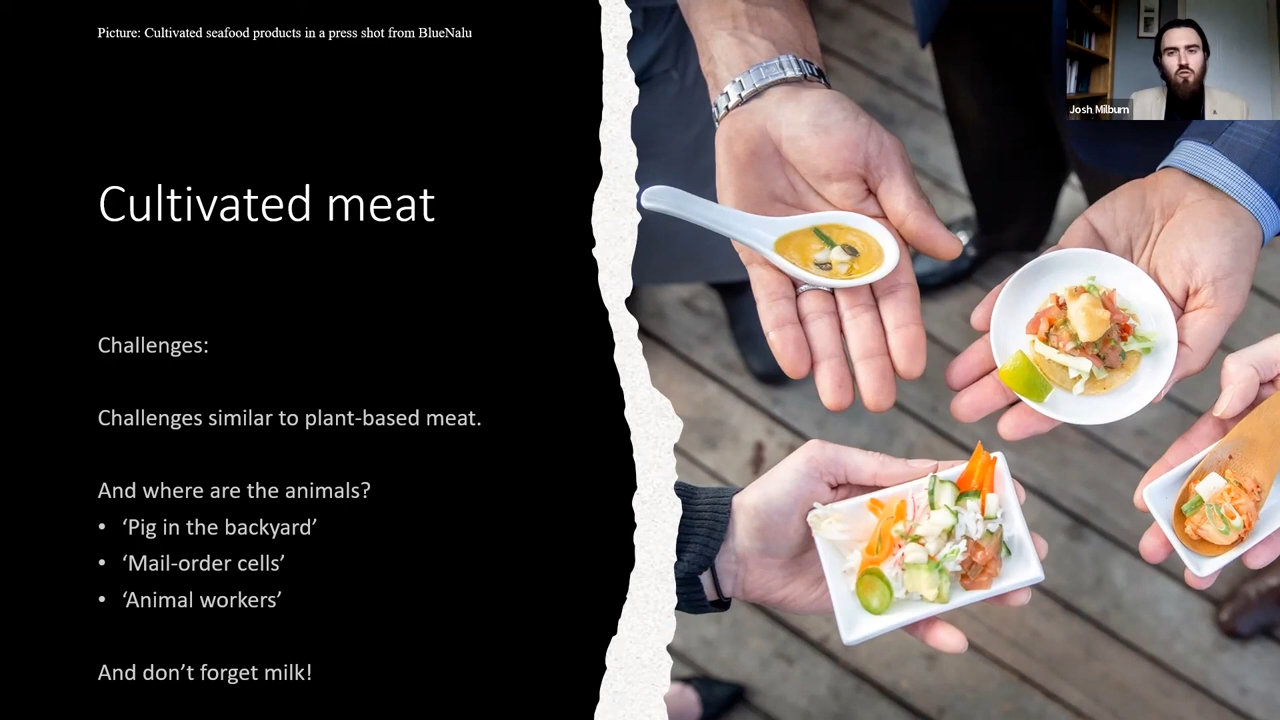 Picture: Cultivated seafood products in a press shot from BlueNalu
Josh Milburn
Cultivated meat
Challenges:
Challenges similar to plant-based meat.
And where are the animals?
• ‘Pig in the backyard’
• ‘Mail-order cells’
• ‘Animal workers’
And don’t forget milk!